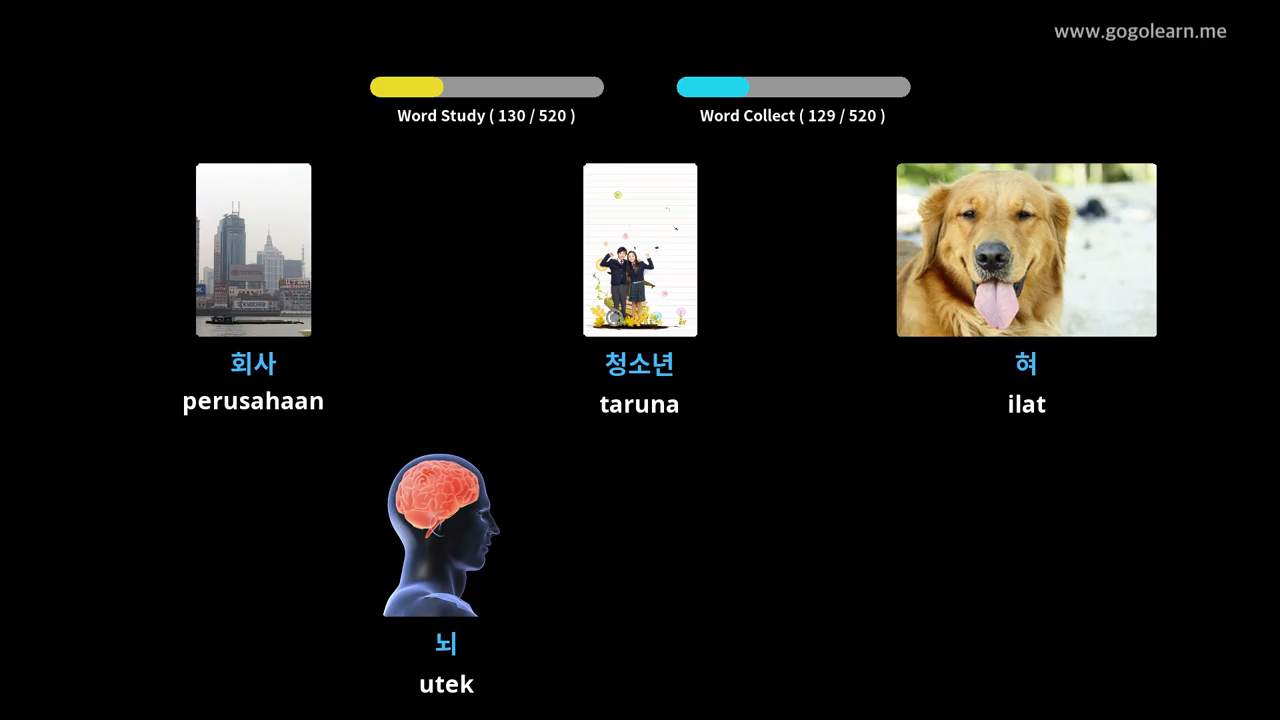 www.gogolearn.me
Word Study ( 130 / 520 )
Word Collect ( 129 / 520 )
TOYOTA
회사
청소년
혀
perusahaan
taruna
ilat
뇌
utek